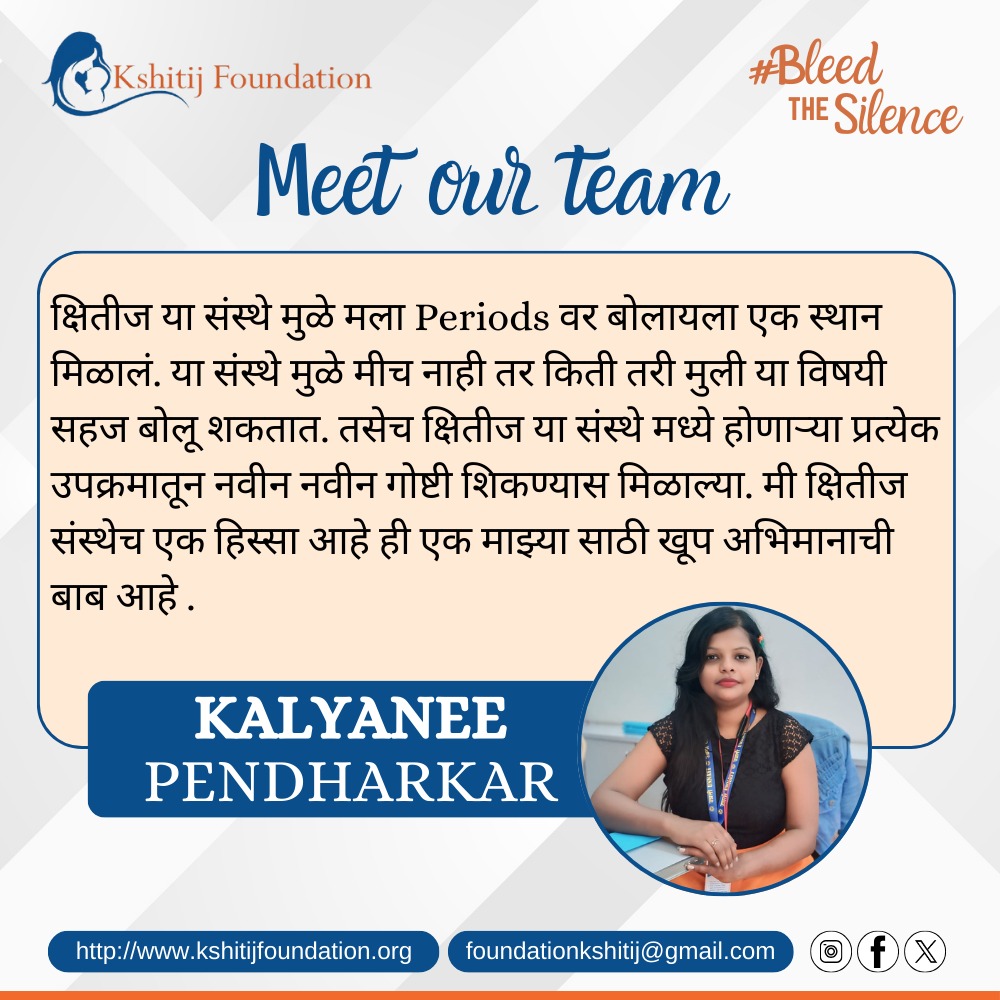 Kshitij Foundation
#Bleed
THE Silence
Meet our team
क्षितीज या संस्थे मुळे मला Periods वर बोलायला एक स्थान
मिळालं. या संस्थे मुळे मीच नाही तर किती तरी मुली या विषयी
सहज बोलू शकतात. तसेच क्षितीज या संस्थे मध्ये होणाऱ्या प्रत्येक
उपक्रमातून नवीन नवीन गोष्टी शिकण्यास मिळाल्या. मी क्षितीज
संस्थेच एक हिस्सा आहे ही एक माझ्या साठी खूप अभिमानाची
बाब आहे .
KALYANEE
PENDHARKAR
http://www.kshitijfoundation.org
foundationkshitij@gmail.com